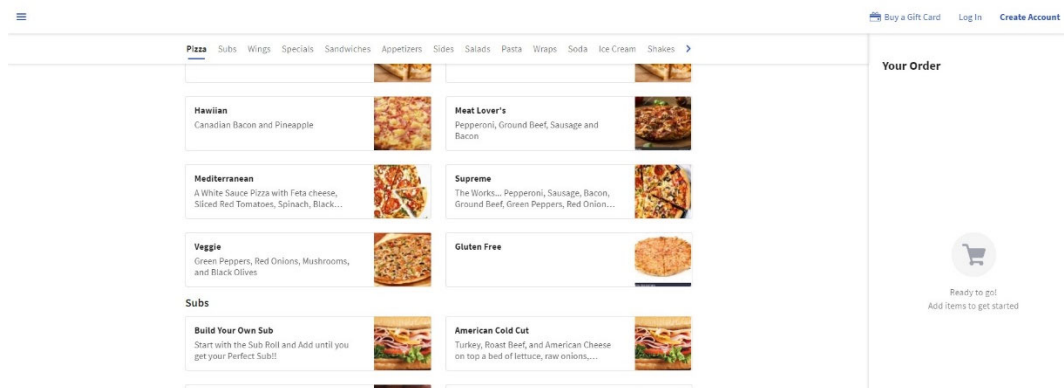 Buy a Gift Card Log In Create Account
Pizza Subs Wings Specials Sandwiches Appetizers Sides Salads Pasta Wraps Soda Ice Cream Shakes
Your Order
Hawiian
Canadian Bacon and Pineapple
Meat Lover's
Pepperoni, Ground Beef, Sausage and
Bacon
Mediterranean
A White Sauce Pizza with Feta cheese,
Sliced Red Tomatoes, Spinach, Black...
Supreme
The Works... Pepperoni, Sausage, Bacon,
Ground Beef, Green Peppers, Red Onion...
Veggie
Green Peppers, Red Onions, Mushrooms,
and Black Olives
Gluten Free
Subs
Build Your Own Sub
Start with the Sub Roll and Add until you
get your Perfect Sub!!
American Cold Cut
Turkey, Roast Beef, and American Cheese
on top a bed of lettuce, raw onions,...
Ready to go!
Add items to get started